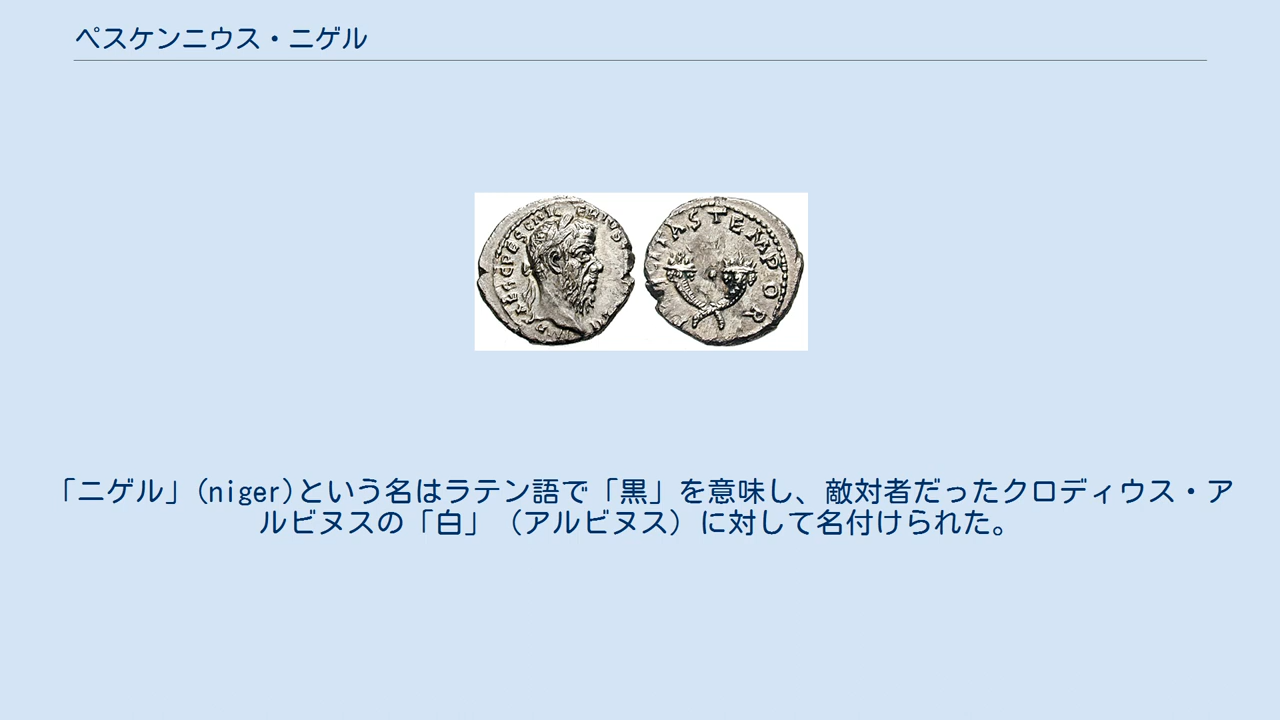 ペスケンニウス・ニゲル
ASTEMPOR
「ニゲル」(niger)という名はラテン語で「黒」を意味し、敵対者だったクロディウス・ア
ルビヌスの「白」（アルビヌス）に対して名付けられた。